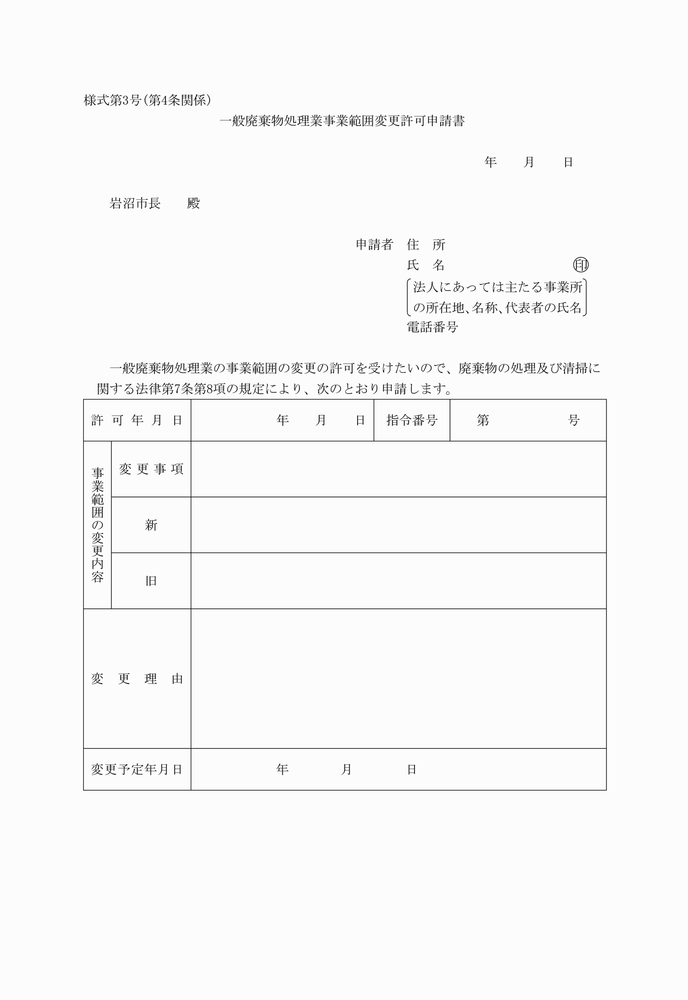 様式第3号(第4条関係)
一般廃棄物処理業事業範囲変更許可申請書
年　　月　　日
岩沼市長　　殿
申請者　住　所
氏　名　　　　　　　　　　㊞
法人にあっては主たる事業所
の所在地、名称、代表者の氏名
電話番号
一般廃棄物処理業の事業範囲の変更の許可を受けたいので、廃棄物の処理及び清掃に
関する法律第7条第8項の規定により、次のとおり申請します。
許可年月日　　年　　月　　日　指令番号　第　　　　　　号
事業範囲の変更内容
変更事項
新
旧
変更理由
変更予定年月日　　年　　　　月　　　　日